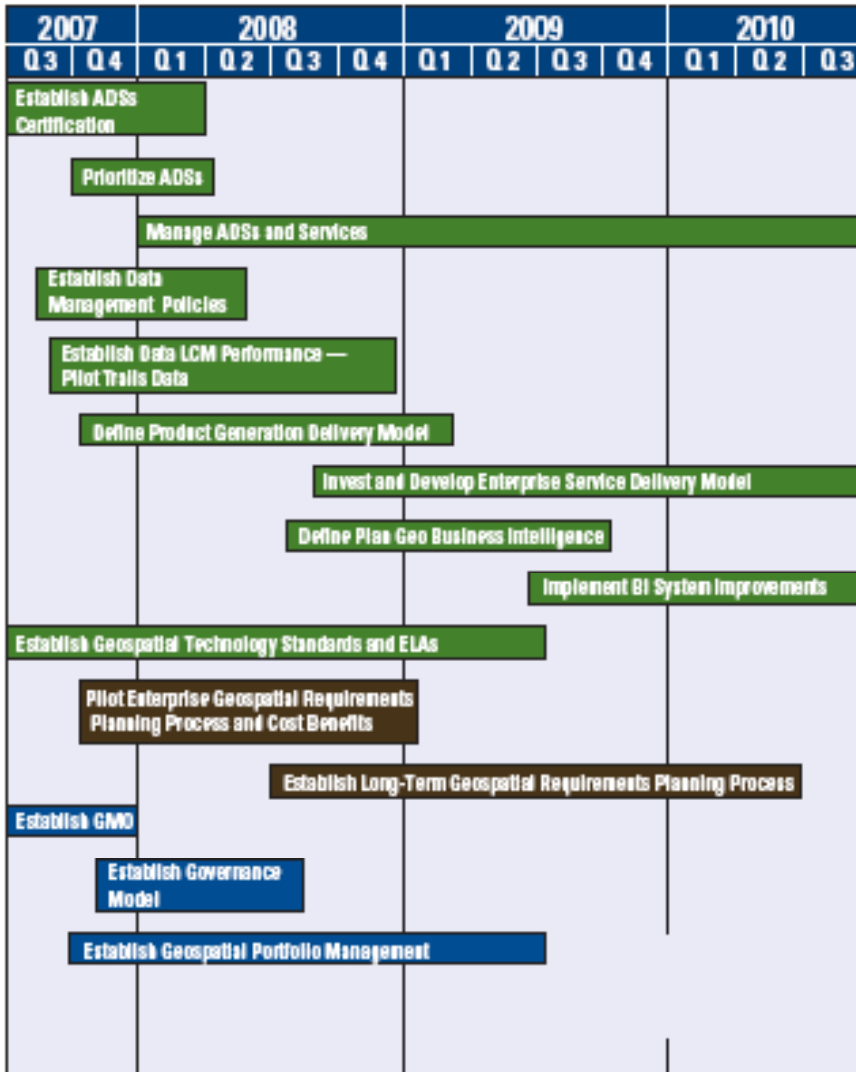 2007 2008 2009 2010
Q3 Q4 Q1 Q2 Q3 Q4 Q1 Q2 Q3 Q4 Q1 Q2 Q3
Establish ADSs
Certification
Prioritize ADSs
Manage ADSs and Services
Establish Data
Management Policies
Establish Data LCM Performance —
Pilot Trails Data
Define Product Generation Delivery Model
Invest and Develop Enterprise Service Delivery Model
Define Plan Geo Business Intelligence
Implement BI System Improvements
Establish Geospatial Technology Standards and ELAs
Pilot Enterprise Geospatial Requirements
Planning Process and Cost Benefits
Establish Long-Term Geospatial Requirements Planning Process
Establish GMO
Establish Governance
Model
Establish Geospatial Portfolio Management